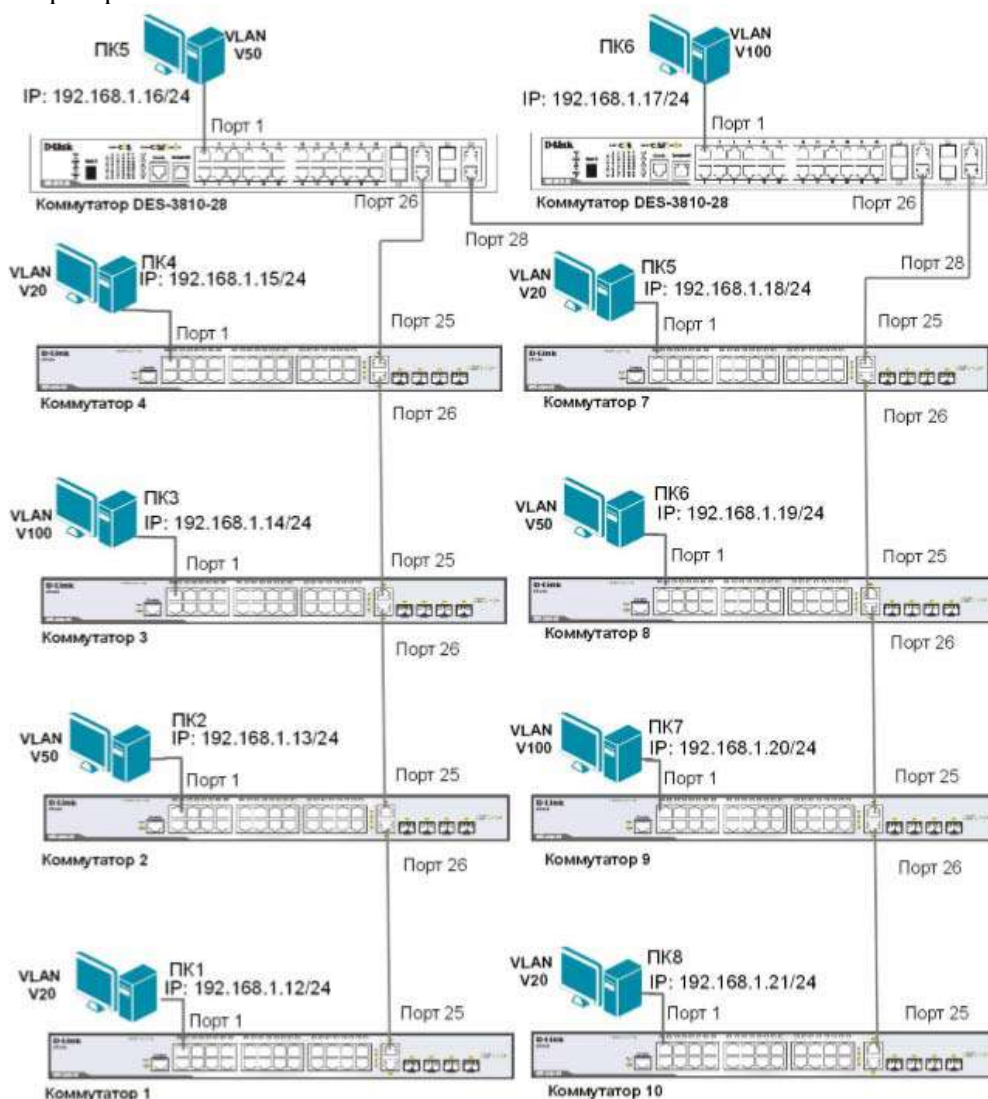 ПК5
VLAN
V50
IP: 192.168.1.16/24
Порт 1
D-Link
Порт 26
Порт 28
Коммутатор DES-3810-28
ПК6
VLAN
V100
IP: 192.168.1.17/24
Порт 1
D-Link
Порт 26
Порт 28
Коммутатор DES-3810-28
VLAN
V20
ПК4
IP: 192.168.1.15/24
Порт 1
Порт 25
D-Link
Коммутатор 4
Порт 26
VLAN
V20
ПК5
IP: 192.168.1.18/24
Порт 1
Порт 25
D-Link
Коммутатор 7
Порт 26
VLAN
V100
ПК3
IP: 192.168.1.14/24
Порт 1
Порт 25
D-Link
Коммутатор 3
Порт 26
VLAN
V50
ПК6
IP: 192.168.1.19/24
Порт 1
Порт 25
D-Link
Коммутатор 8
Порт 26
VLAN
V50
ПК2
IP: 192.168.1.13/24
Порт 1
Порт 25
D-Link
Коммутатор 2
Порт 26
VLAN
V100
ПК7
IP: 192.168.1.20/24
Порт 1
Порт 25
D-Link
Коммутатор 9
Порт 26
VLAN
V20
ПК1
IP: 192.168.1.12/24
Порт 1
Порт 25
D-Link
Коммутатор 1
VLAN
V20
ПК8
IP: 192.168.1.21/24
Порт 1
Порт 25
D-Link
Коммутатор 10